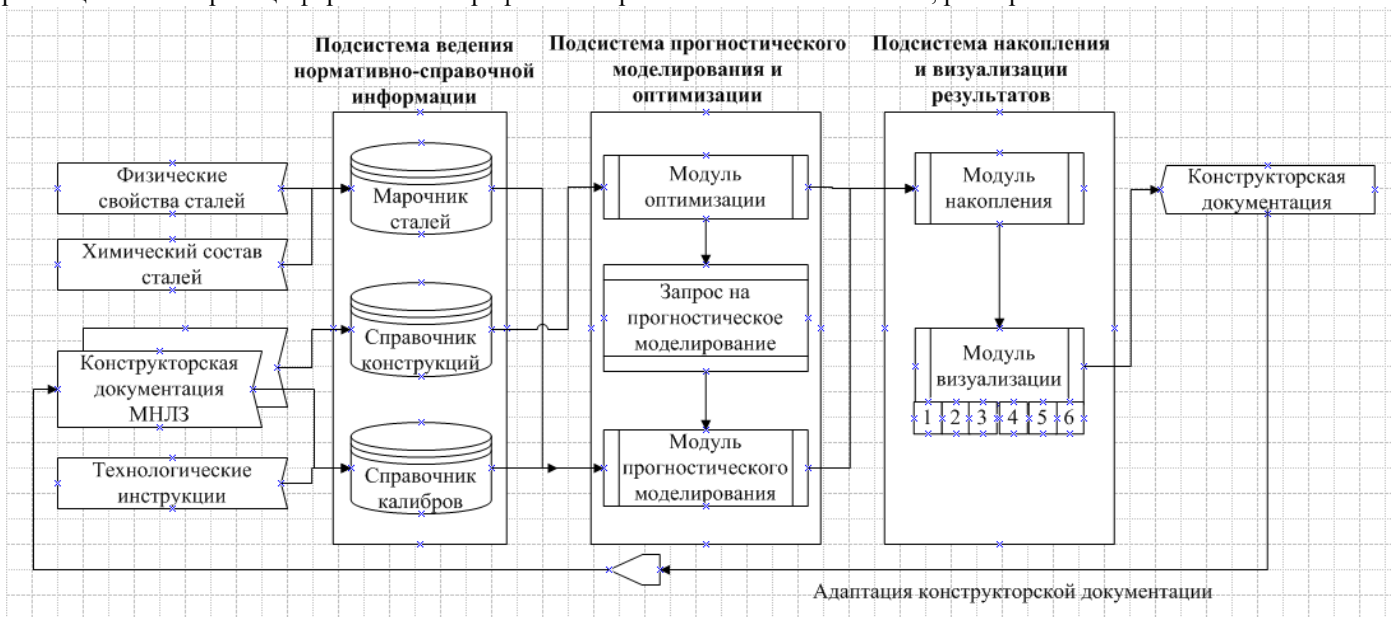 Подсистема ведения
нормативно-справочной
информации
Подсистема прогностического
моделирования и
оптимизации
Подсистема накопления
и визуализации
результатов
Физические
свойства сталей
Химический состав
сталей
Конструкторская
документация
МНЛЗ
Технологические
инструкции
Марочник
сталей
Справочник
конструкций
Справочник
калибров
Модуль
оптимизации
Запрос на
прогностическое
моделирование
Модуль
прогностического
моделирования
Модуль
накопления
Модуль
визуализации
1 2 3 4 5 6
Конструкторская
документация
Адаптация конструкторской документации